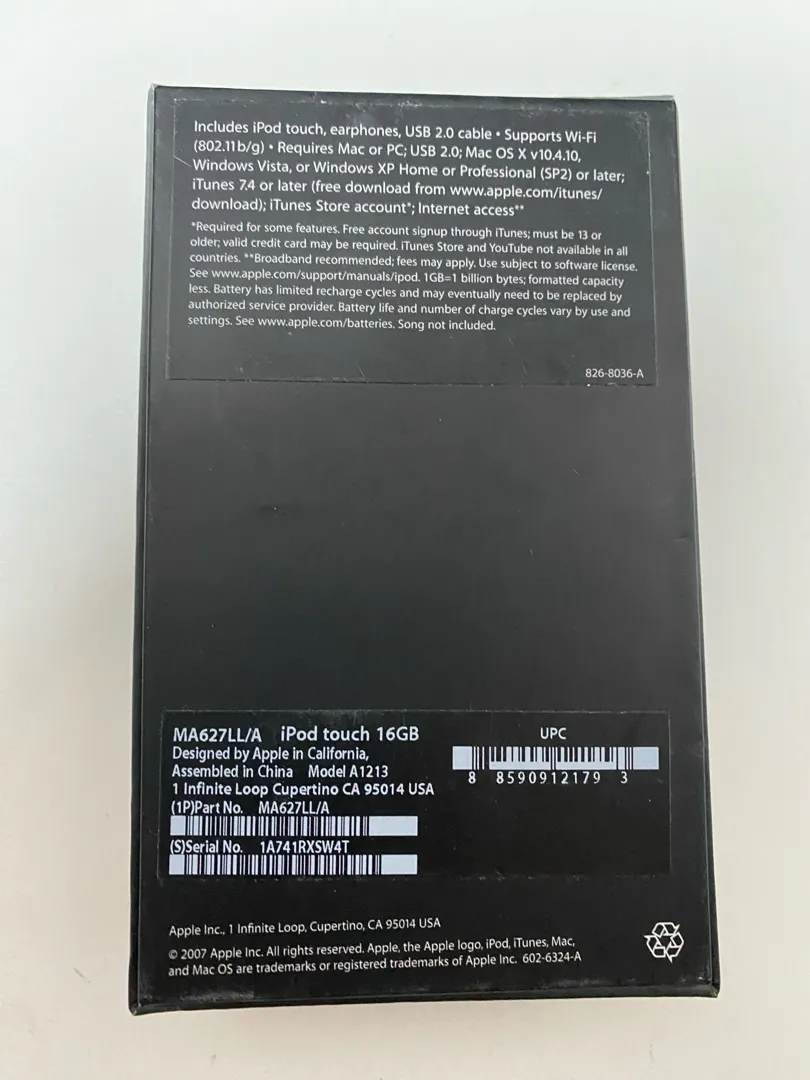 Includes iPod touch, earphones, USB 2.0 cable • Supports Wi-Fi
(802.11b/g) • Requires Mac or PC; USB 2.0; Mac OS X v10.4.10,
Windows Vista, or Windows XP Home or Professional (SP2) or later;
iTunes 7.4 or later (free download from www.apple.com/itunes/
download); iTunes Store account*; Internet access**
*Required for some features. Free account signup through iTunes; must be 13 or
older; valid credit card may be required. iTunes Store and YouTube not available in all
countries. **Broadband recommended; fees may apply. Use subject to software license.
See www.apple.com/support/manuals/ipod. 1GB=1 billion bytes; formatted capacity
less. Battery has limited recharge cycles and may eventually need to be replaced by
authorized service provider. Battery life and number of charge cycles vary by use and
settings. See www.apple.com/batteries. Song not included.
826-8036-A
MA627LL/A iPod touch 16GB
Designed by Apple in California,
Assembled in China Model A1213
1 Infinite Loop Cupertino CA 95014 USA
(1P)Part No. MA627LL/A
(S)Serial No. 1A741RXSW4T
UPC
8 8590912179 3
Apple Inc., 1 Infinite Loop, Cupertino, CA 95014 USA
© 2007 Apple Inc. All rights reserved. Apple, the Apple logo, iPod, iTunes, Mac,
and Mac OS are trademarks or registered trademarks of Apple Inc. 602-6324-A